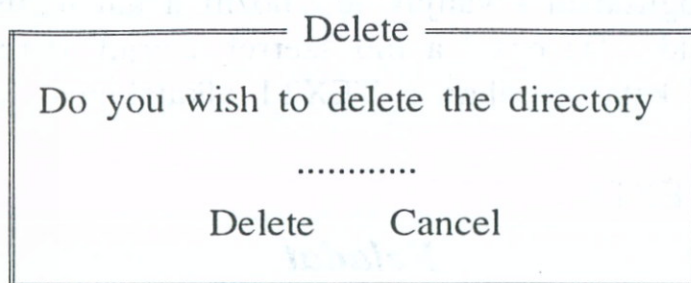 Delete
Do you wish to delete the directory
............
Delete Cancel